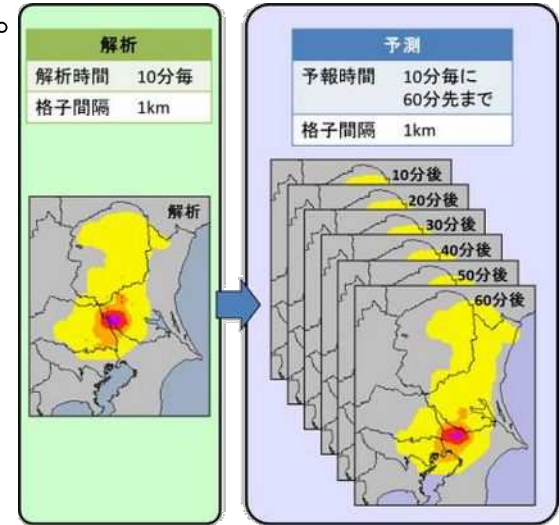 。
解析
解析時間 10分毎
格子間隔 1km
解析
予測
予報時間 10分毎に
60分先まで
格子間隔 1km
10分後
20分後
30分後
40分後
50分後
60分後